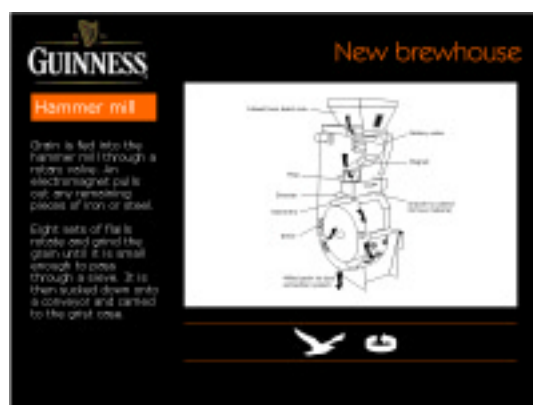 GUINNESS
New brewhouse
Hammer mill
Grain is fed into the
hammer mill through a
rotary valve. An
electromagnet pulls
out any remaining
pieces of iron or steel.
Eight sets of flails
rotate and grind the
grain until it is small
enough to pass
through a sieve. It is
then sucked down onto
a conveyor and carried
to the grist case.
Rotary valve
Magnet